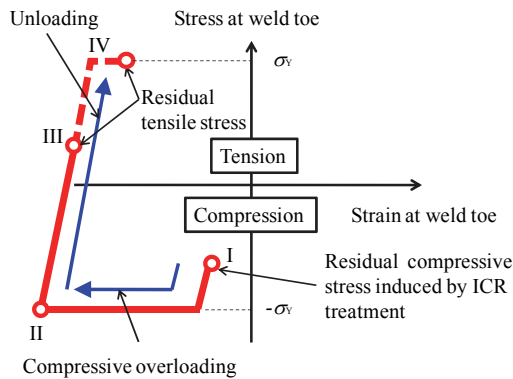 Unloading
Stress at weld toe
IV
σY
Residual
tensile stress
III
Tension
Compression
Strain at weld toe
I
Residual compressive
stress induced by ICR
treatment
-σY
II
Compressive overloading